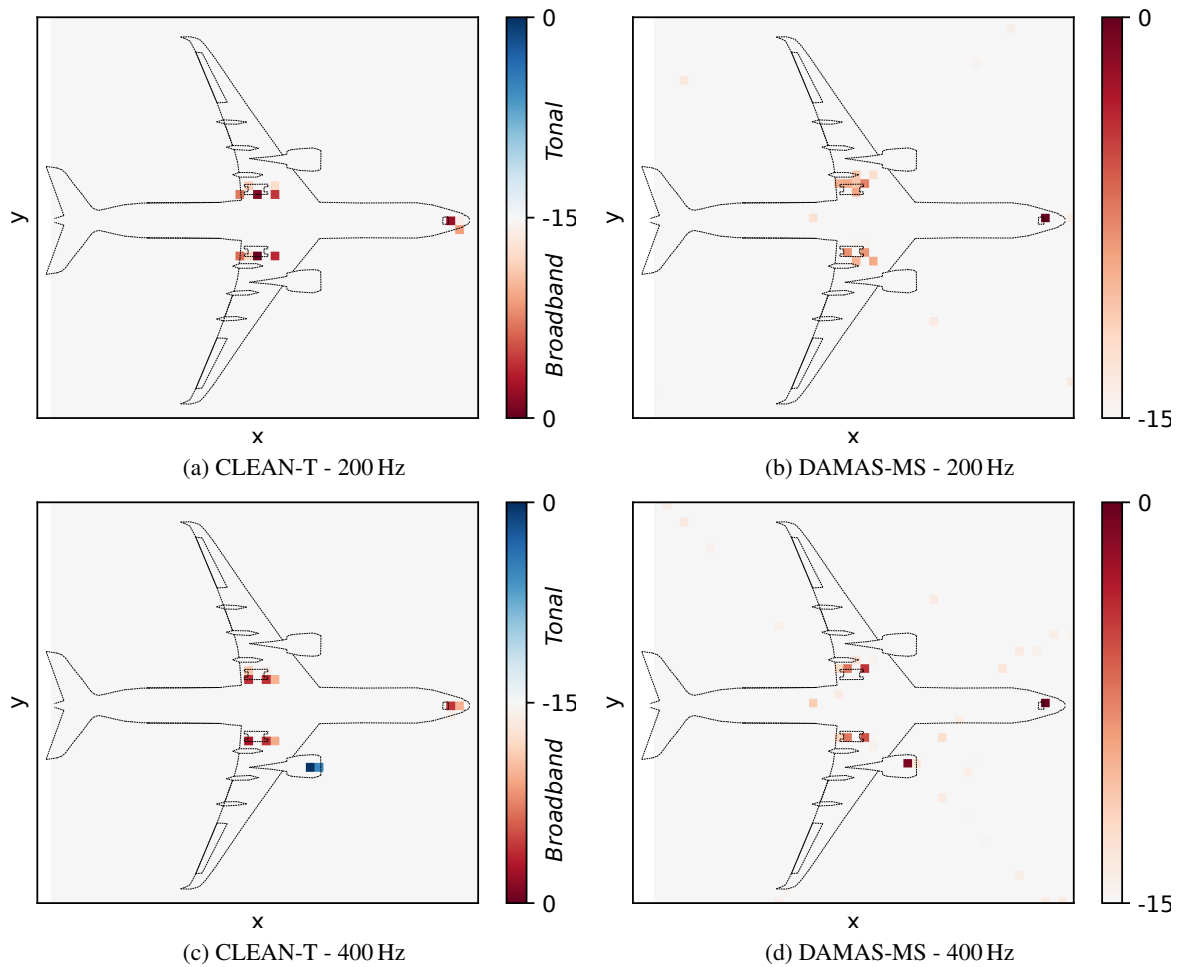 0
0
y
Tonal
-15
y
Broadband
0
-15
x
x
(a) CLEAN-T - 200 Hz
(b) DAMAS-MS - 200 Hz
0
0
y
Tonal
-15
y
Broadband
0
-15
x
x
(c) CLEAN-T - 400 Hz
(d) DAMAS-MS - 400 Hz